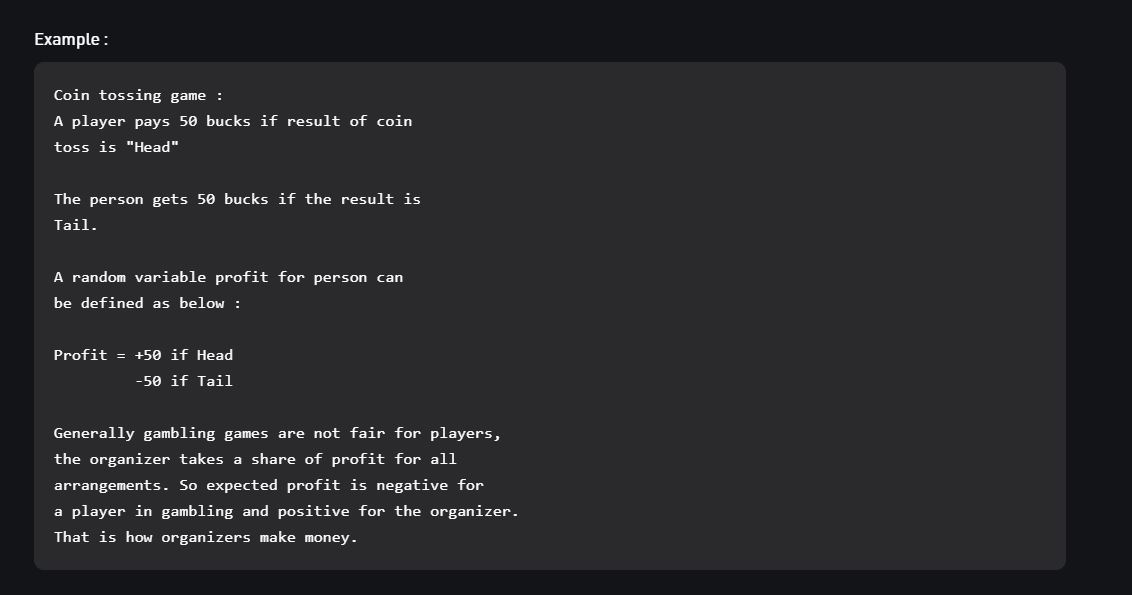 Example :
Coin tossing game :
A player pays 50 bucks if result of coin
toss is "Head"
The person gets 50 bucks if the result is
Tail.
A random variable profit for person can
be defined as below :
Profit = +50 if Head
-50 if Tail
Generally gambling games are not fair for players,
the organizer takes a share of profit for all
arrangements. So expected profit is negative for
a player in gambling and positive for the organizer.
That is how organizers make money.